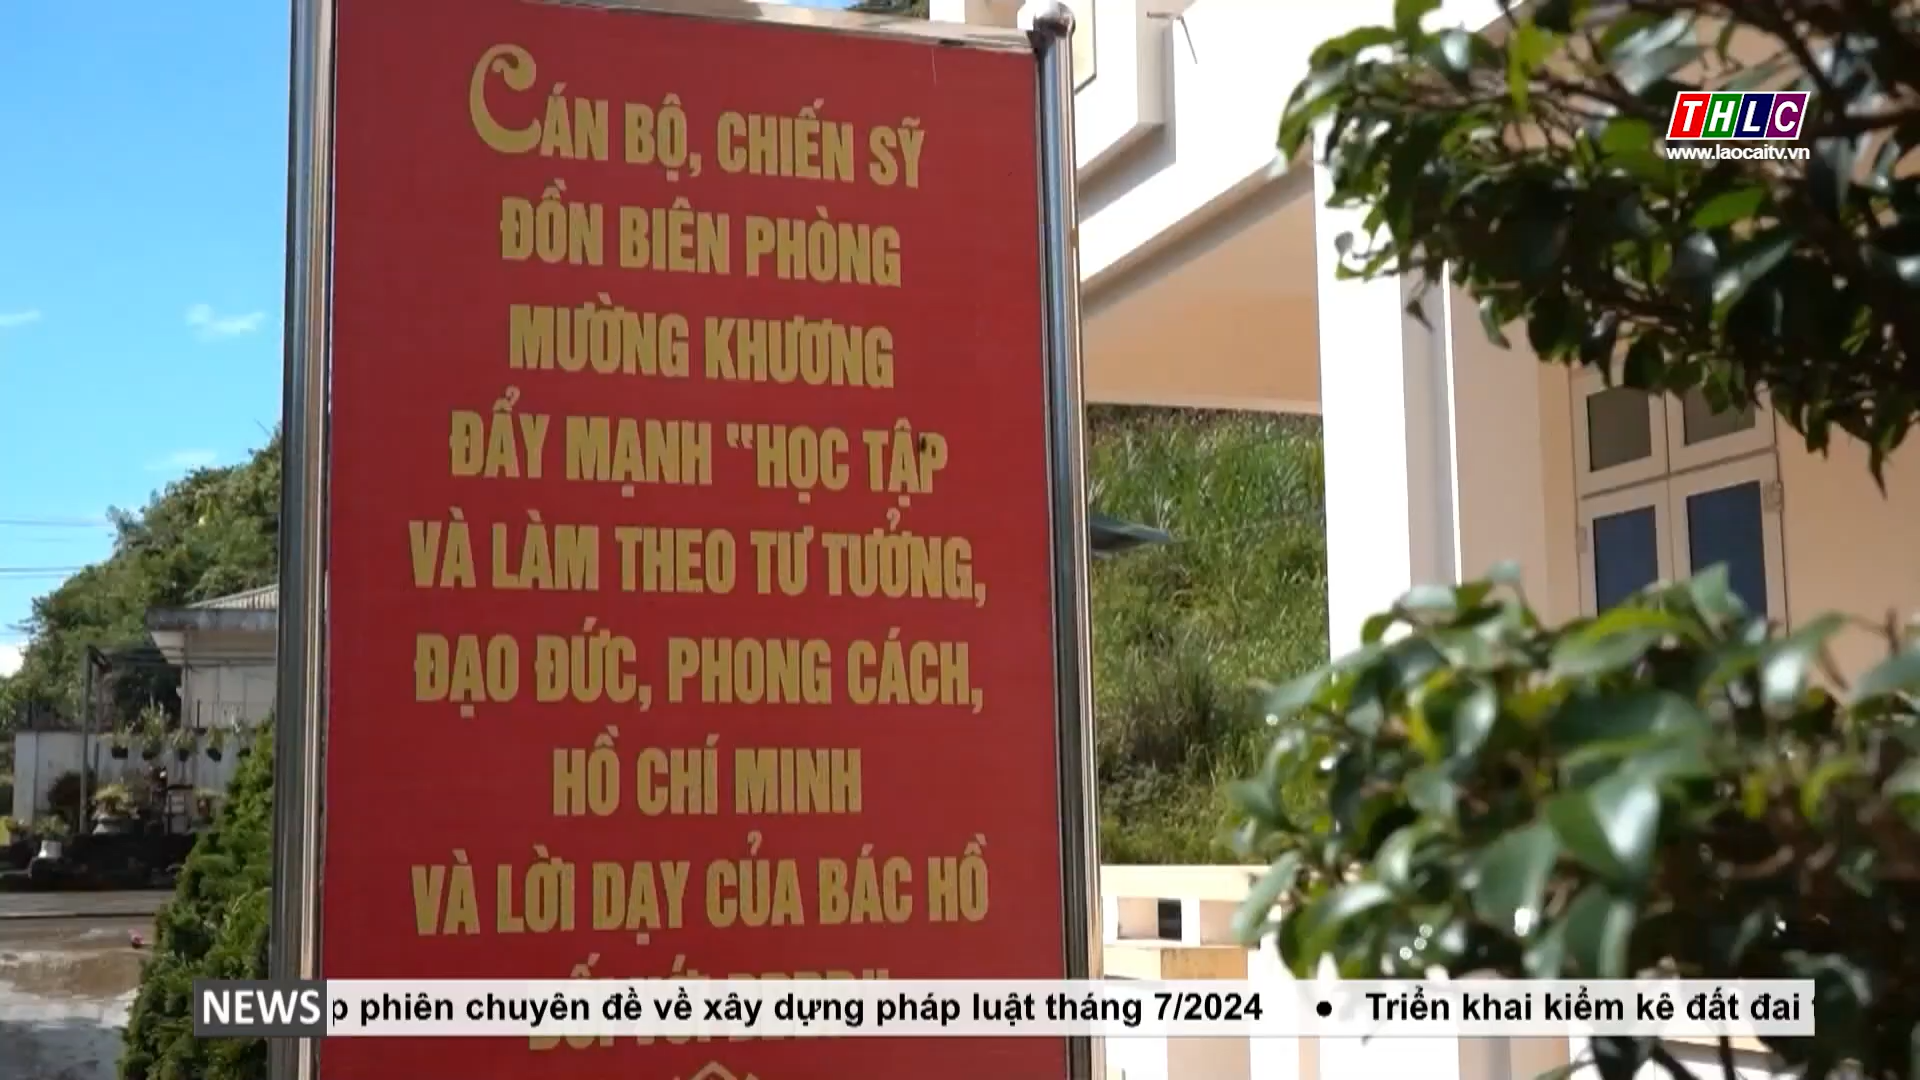 CÁN BỘ, CHIẾN SỸ
ĐỒN BIÊN PHÒNG
MƯỜNG KHƯƠNG
ĐẨY MẠNH “HỌC TẬP
VÀ LÀM THEO TƯ TƯỞNG,
ĐẠO ĐỨC, PHONG CÁCH,
HỒ CHÍ MINH
VÀ LỜI DẠY CỦA BÁC HỒ
THLC
www.laocaitv.vn
NEWS phiên chuyên đề về xây dựng pháp luật tháng 7/2024 ● Triển khai kiểm kê đất đai